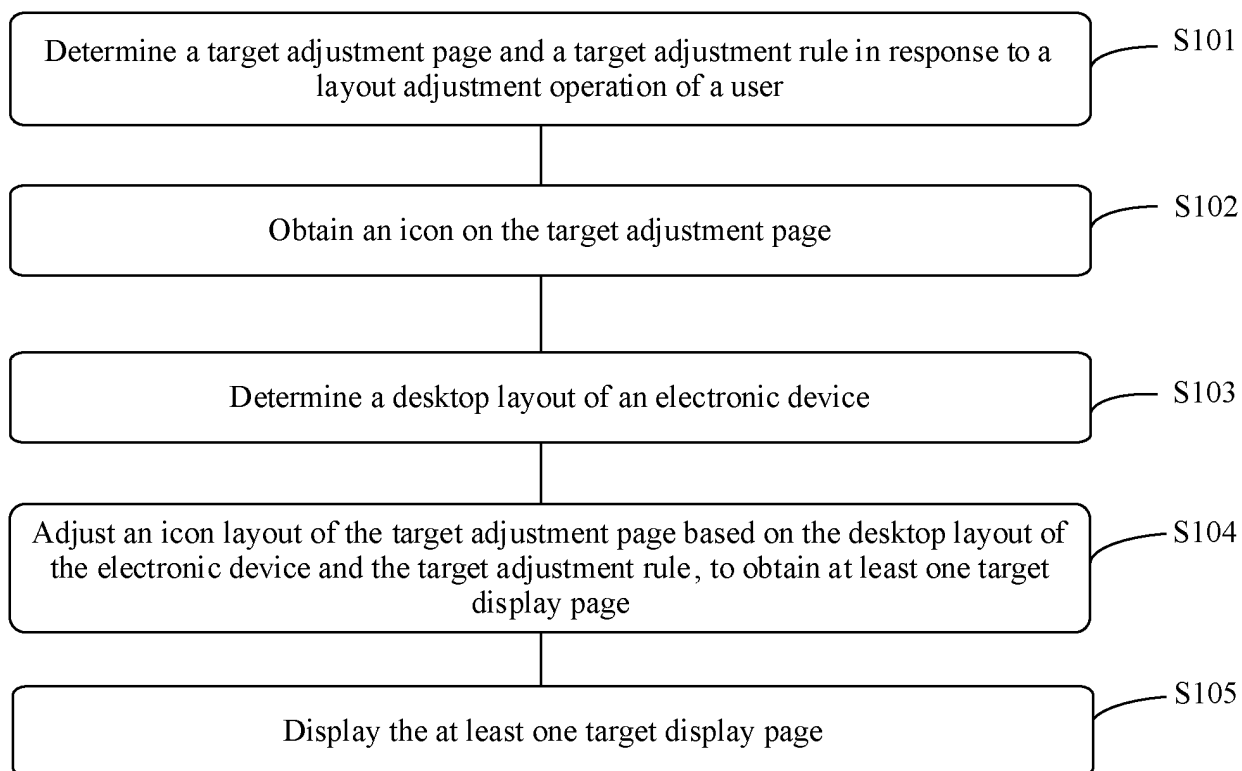 Determine a target adjustment page and a target adjustment rule in response to a
layout adjustment operation of a user
S101
Obtain an icon on the target adjustment page
S102
Determine a desktop layout of an electronic device
S103
Adjust an icon layout of the target adjustment page based on the desktop layout of
the electronic device and the target adjustment rule, to obtain at least one target
display page
S104
Display the at least one target display page
S105